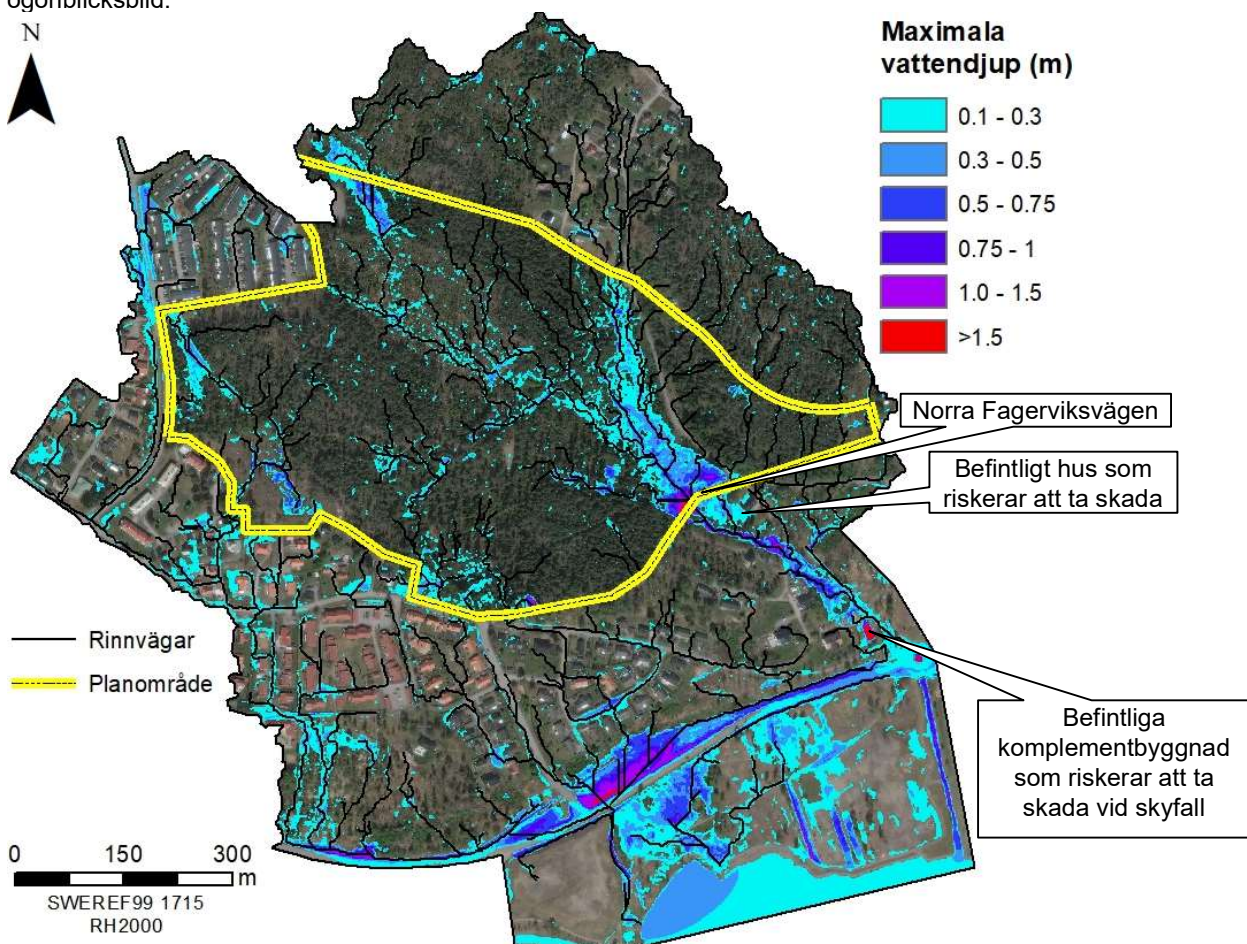 ögonblicksbild.
N
Maximala
vattendjup (m)
0.1 - 0.3
0.3 - 0.5
0.5 - 0.75
0.75 - 1
1.0 - 1.5
>1.5
Norra Fagerviksvägen
Befintligt hus som
riskerar att ta skada
Rinnvägar
Planområde
Befintliga
komplementbyggnad
som riskerar att ta
skada vid skyfall
0 150 300
m
SWEREF99 1715
RH2000